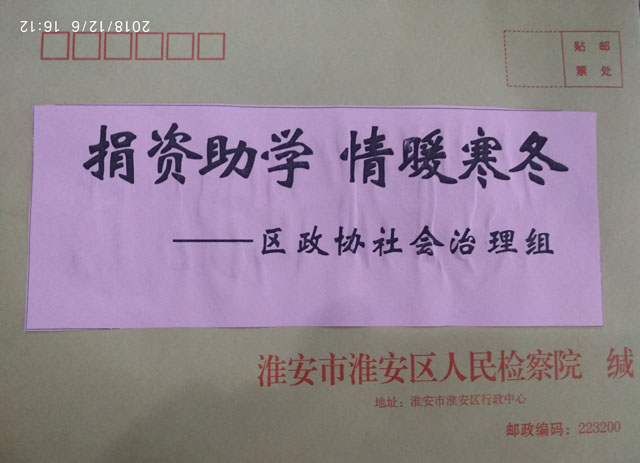 2018/12/6 16:12
贴 邮
票 处
捐资助学 情暖寒冬
——区政协社会治理组
淮安市淮安区人民检察院 缄
地址：淮安市淮安区行政中心
邮政编码：223200